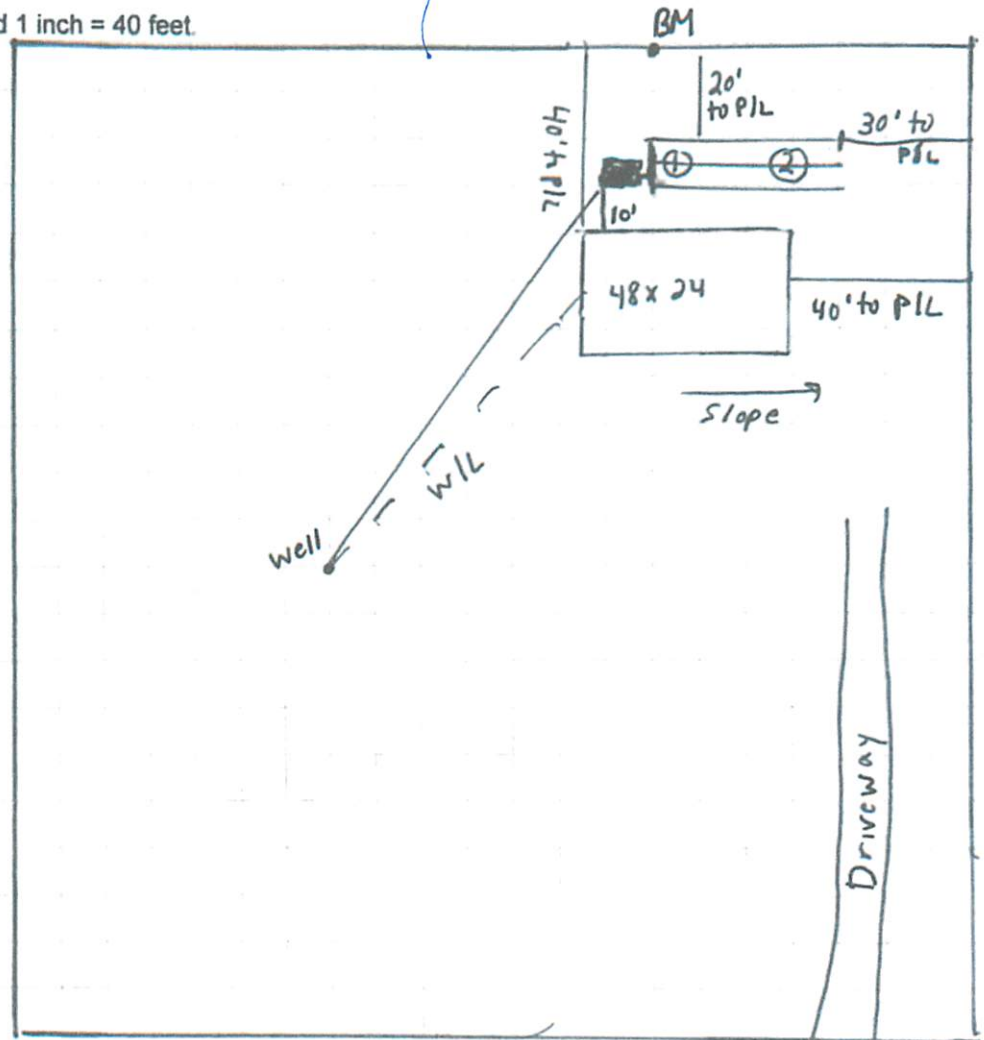 d 1 inch = 40 feet.
BM
20'
to P/L
30' to
P/L
40' to P/L
1
2
10'
48 x 24
40' to P/L
Slope
W/L
well
Driveway